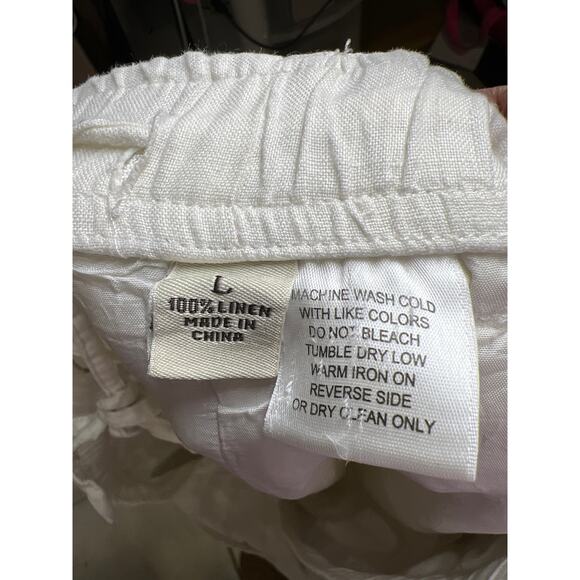 L
100% LINEN
MADE IN
CHINA
MACHINE WASH COLD
WITH LIKE COLORS
DO NOT BLEACH
TUMBLE DRY LOW
WARM IRON ON
REVERSE SIDE
OR DRY CLEAN ONLY